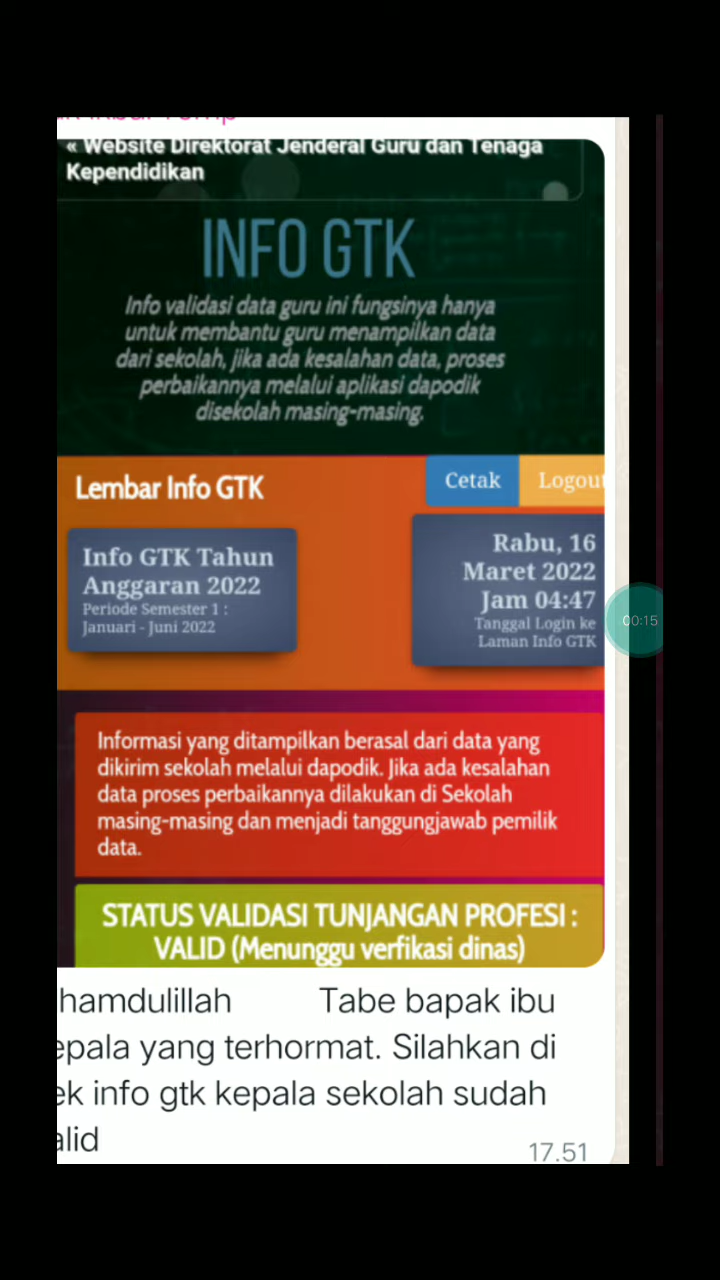 « Website Direktorat Jenderal Guru dan Tenaga
Kependidikan
INFO GTK
Info validasi data guru ini fungsinya hanya
untuk membantu guru menampilkan data
dari sekolah, jika ada kesalahan data, proses
perbaikannya melalui aplikasi dapodik
disekolah masing-masing.
Lembar Info GTK
Cetak
Logout
Info GTK Tahun
Anggaran 2022
Periode Semester 1 :
Januari - Juni 2022
Rabu, 16
Maret 2022
Jam 04:47
Tanggal Login ke
Laman Info GTK
00:15
Informasi yang ditampilkan berasal dari data yang
dikirim sekolah melalui dapodik. Jika ada kesalahan
data proses perbaikannya dilakukan di Sekolah
masing-masing dan menjadi tanggungjawab pemilik
data.
STATUS VALIDASI TUNJANGAN PROFESI :
VALID (Menunggu verfikasi dinas)
hamdulillah Tabe bapak ibu
epala yang terhormat. Silahkan di
ek info gtk kepala sekolah sudah
alid
17.51